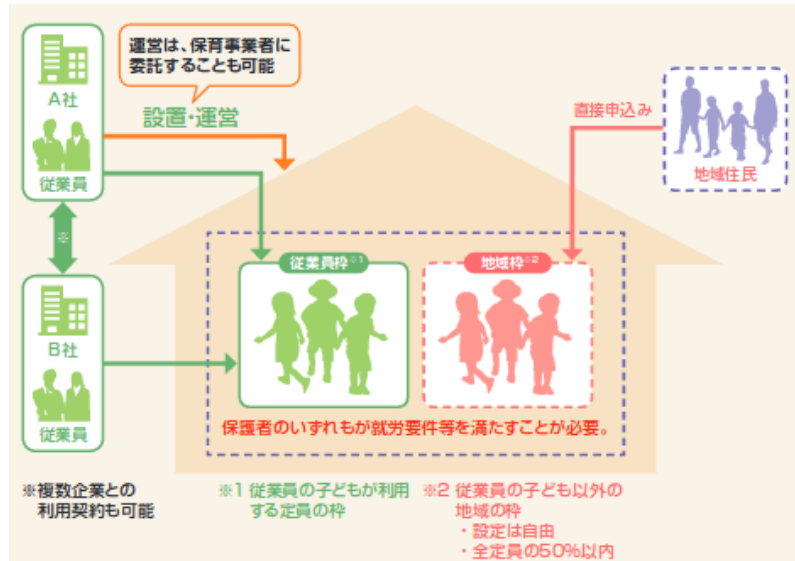 運営は、保育事業者に
委託することも可能
A社
従業員
設置・運営
直接申込み
地域住民
※
従業員枠※1
地域枠※2
B社
従業員
保護者のいずれもが就労要件等を満たすことが必要。
※複数企業との
利用契約も可能
※1 従業員の子どもが利用
する定員の枠
※2 従業員の子ども以外の
地域の枠
・設定は自由
・全定員の50%以内